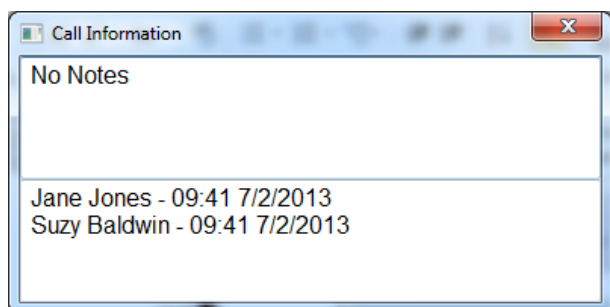 Call Information
No Notes
Jane Jones - 09:41 7/2/2013
Suzy Baldwin - 09:41 7/2/2013